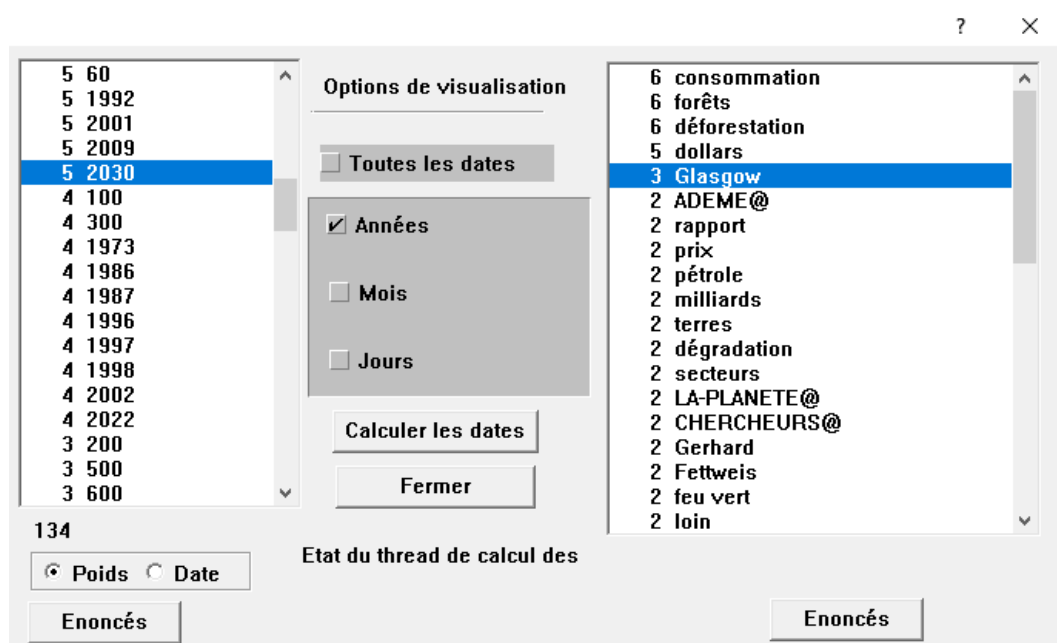 ?
5 60
5 1992
5 2001
5 2009
5 2030
4 100
4 300
4 1973
4 1986
4 1987
4 1996
4 1997
4 1998
4 2002
4 2022
3 200
3 500
3 600
134
Poids Date
Enoncés
Options de visualisation
Toutes les dates
Années
Mois
Jours
Calculer les dates
Fermer
Etat du thread de calcul des
6 consommation
6 forêts
6 déforestation
5 dollars
3 Glasgow
2 ADEME@
2 rapport
2 prix
2 pétrole
2 milliards
2 terres
2 dégradation
2 secteurs
2 LA-PLANETE@
2 CHERCHEURS@
2 Gerhard
2 Fettweis
2 feu vert
2 loin
Enoncés